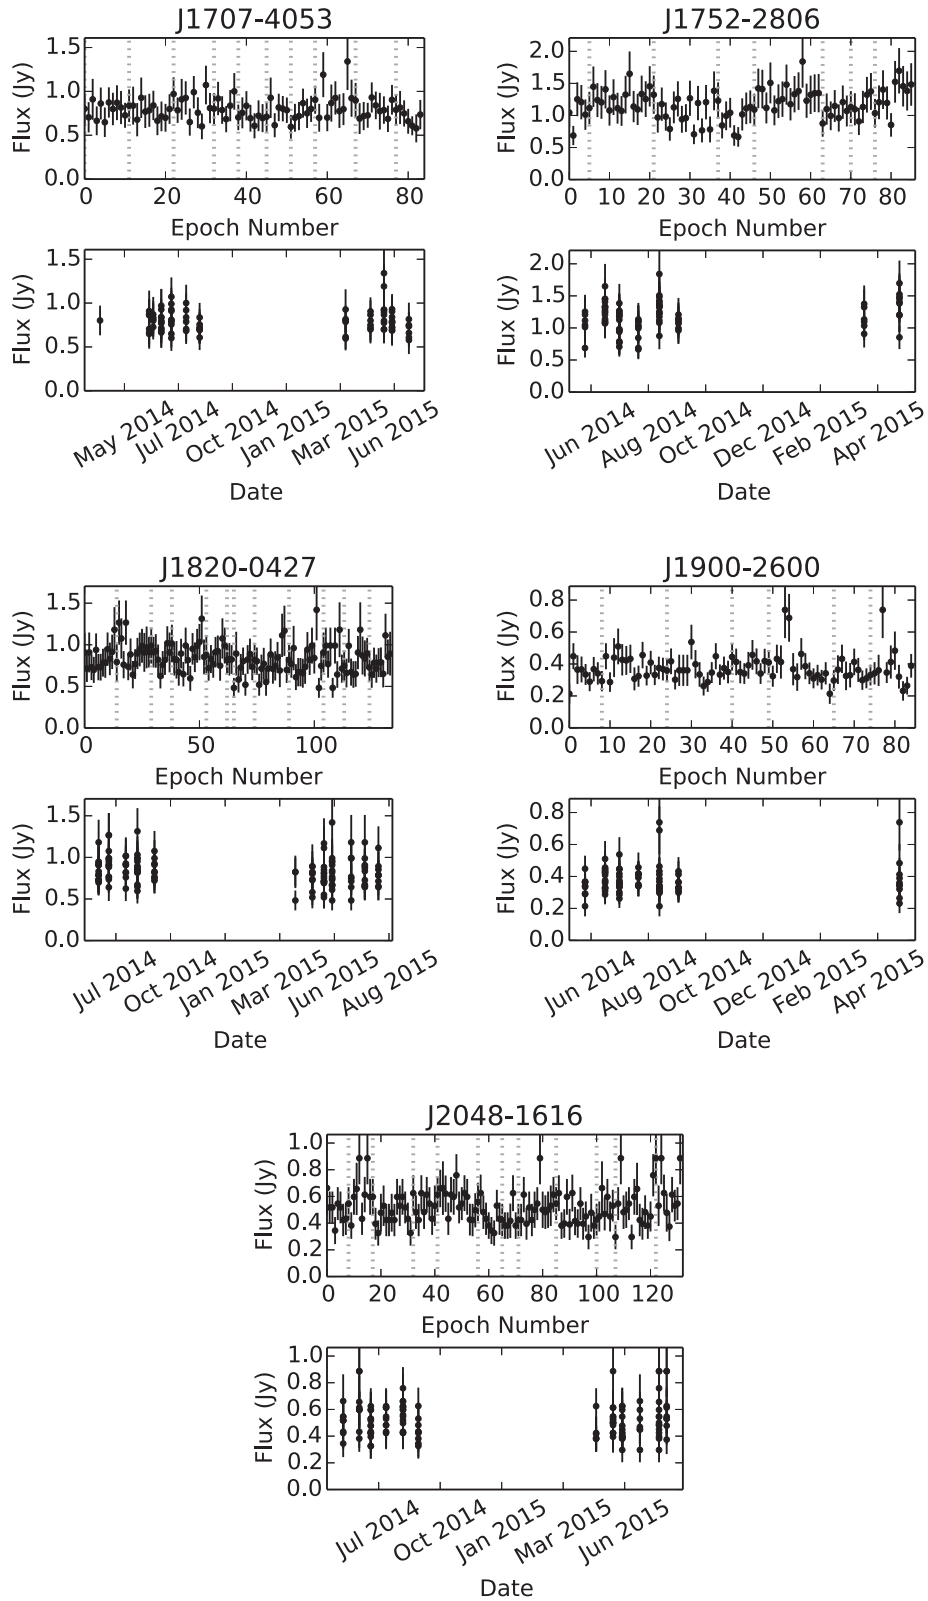 J1707-4053
1.5
1.0
0.5
0.0
Flux (Jy)
0 20 40 60 80
Epoch Number
1.5
1.0
0.5
0.0
Flux (Jy)
May 2014 Jul 2014 Oct 2014 Jan 2015 Mar 2015 Jun 2015
Date
J1752-2806
2.0
1.5
1.0
0.5
0.0
Flux (Jy)
0 10 20 30 40 50 60 70 80
Epoch Number
2.0
1.5
1.0
0.5
0.0
Flux (Jy)
Jun 2014 Aug 2014 Oct 2014 Dec 2014 Feb 2015 Apr 2015
Date
J1820-0427
1.5
1.0
0.5
0.0
Flux (Jy)
0 50 100
Epoch Number
1.5
1.0
0.5
0.0
Flux (Jy)
Jul 2014 Oct 2014 Jan 2015 Mar 2015 Jun 2015 Aug 2015
Date
J1900-2600
0.8
0.6
0.4
0.2
0.0
Flux (Jy)
0 10 20 30 40 50 60 70 80
Epoch Number
0.8
0.6
0.4
0.2
0.0
Flux (Jy)
Jun 2014 Aug 2014 Oct 2014 Dec 2014 Feb 2015 Apr 2015
Date
J2048-1616
1.0
0.8
0.6
0.4
0.2
0.0
Flux (Jy)
0 20 40 60 80 100 120
Epoch Number
1.0
0.8
0.6
0.4
0.2
0.0
Flux (Jy)
Jul 2014 Oct 2014 Jan 2015 Mar 2015 Jun 2015
Date